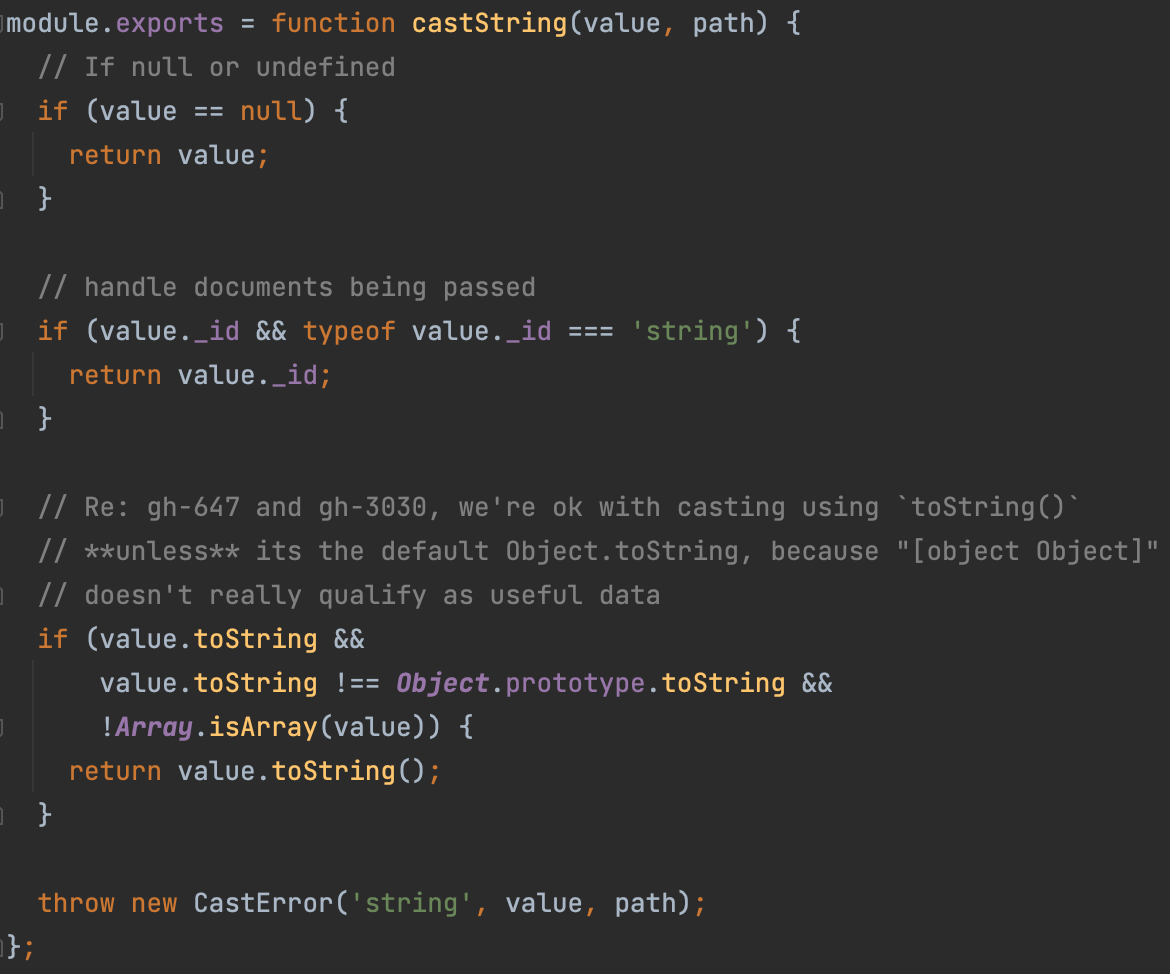 module.exports = function castString(value, path) {
  // If null or undefined
  if (value == null) {
    return value;
  }

  // handle documents being passed
  if (value._id && typeof value._id === 'string') {
    return value._id;
  }

  // Re: gh-647 and gh-3030, we're ok with casting using `toString()`
  // **unless** its the default Object.toString, because "[object Object]"
  // doesn't really qualify as useful data
  if (value.toString &&
      value.toString !== Object.prototype.toString &&
      !Array.isArray(value)) {
    return value.toString();
  }

  throw new CastError('string', value, path);
};